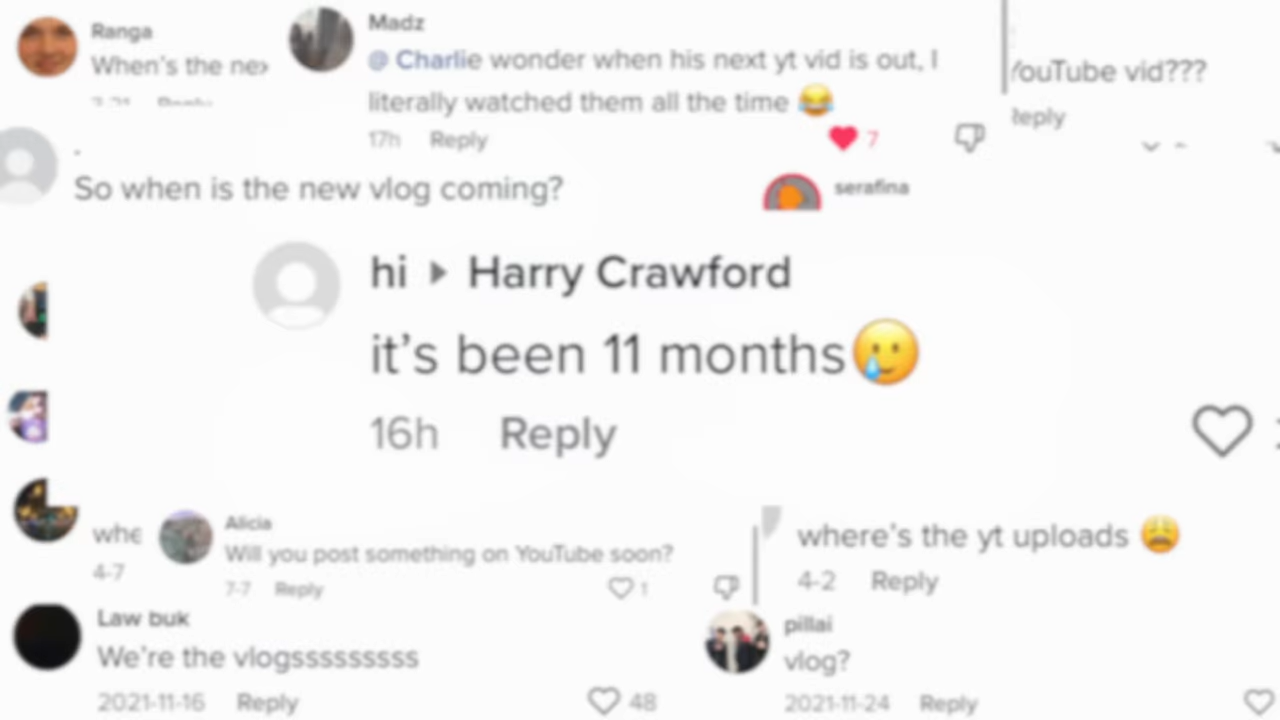 Ranga
When's the nex
3-31 Reply
Madz
@ Charlie wonder when his next yt vid is out, I
literally watched them all the time 😂
17h Reply
7
YouTube vid???
Reply
.
So when is the new vlog coming?
serafina
hi ▸ Harry Crawford
it's been 11 months🥲
16h Reply
whe
4-7
Alicia
Will you post something on YouTube soon?
7-7 Reply
1
where's the yt uploads 😩
4-2 Reply
Law buk
We're the vlogsssssssss
2021-11-16 Reply
48
pillai
vlog?
2021-11-24 Reply